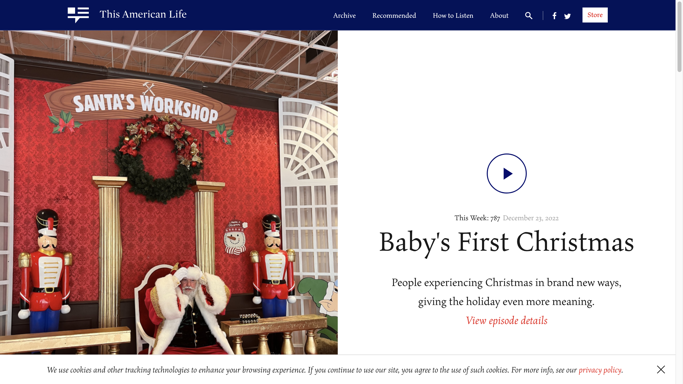 This American Life
Archive Recommended How to Listen About Store
SANTA'S WORKSHOP
This Week: 787 December 23, 2022
Baby's First Christmas
People experiencing Christmas in brand new ways,
giving the holiday even more meaning.
View episode details
We use cookies and other tracking technologies to enhance your browsing experience. If you continue to use our site, you agree to the use of such cookies. For more info, see our privacy policy.